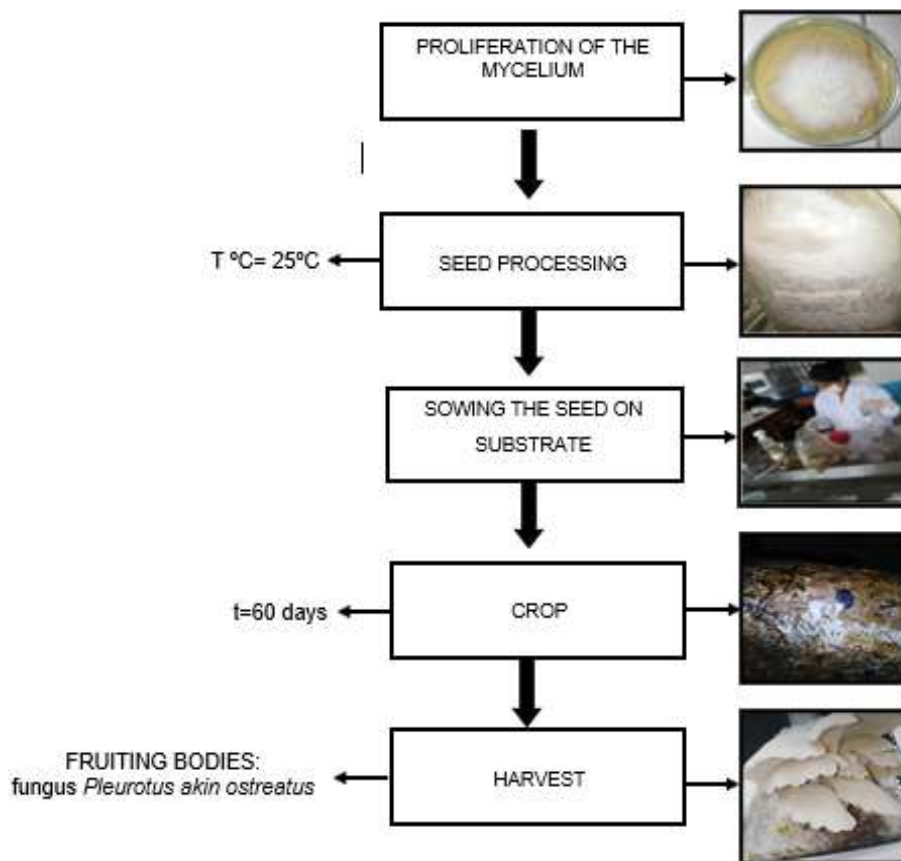 PROLIFERATION OF THE
MYCELIUM
T ºC= 25ºC
SEED PROCESSING
SOWING THE SEED ON
SUBSTRATE
t=60 days
CROP
FRUITING BODIES:
fungus Pleurotus akin ostreatus
HARVEST